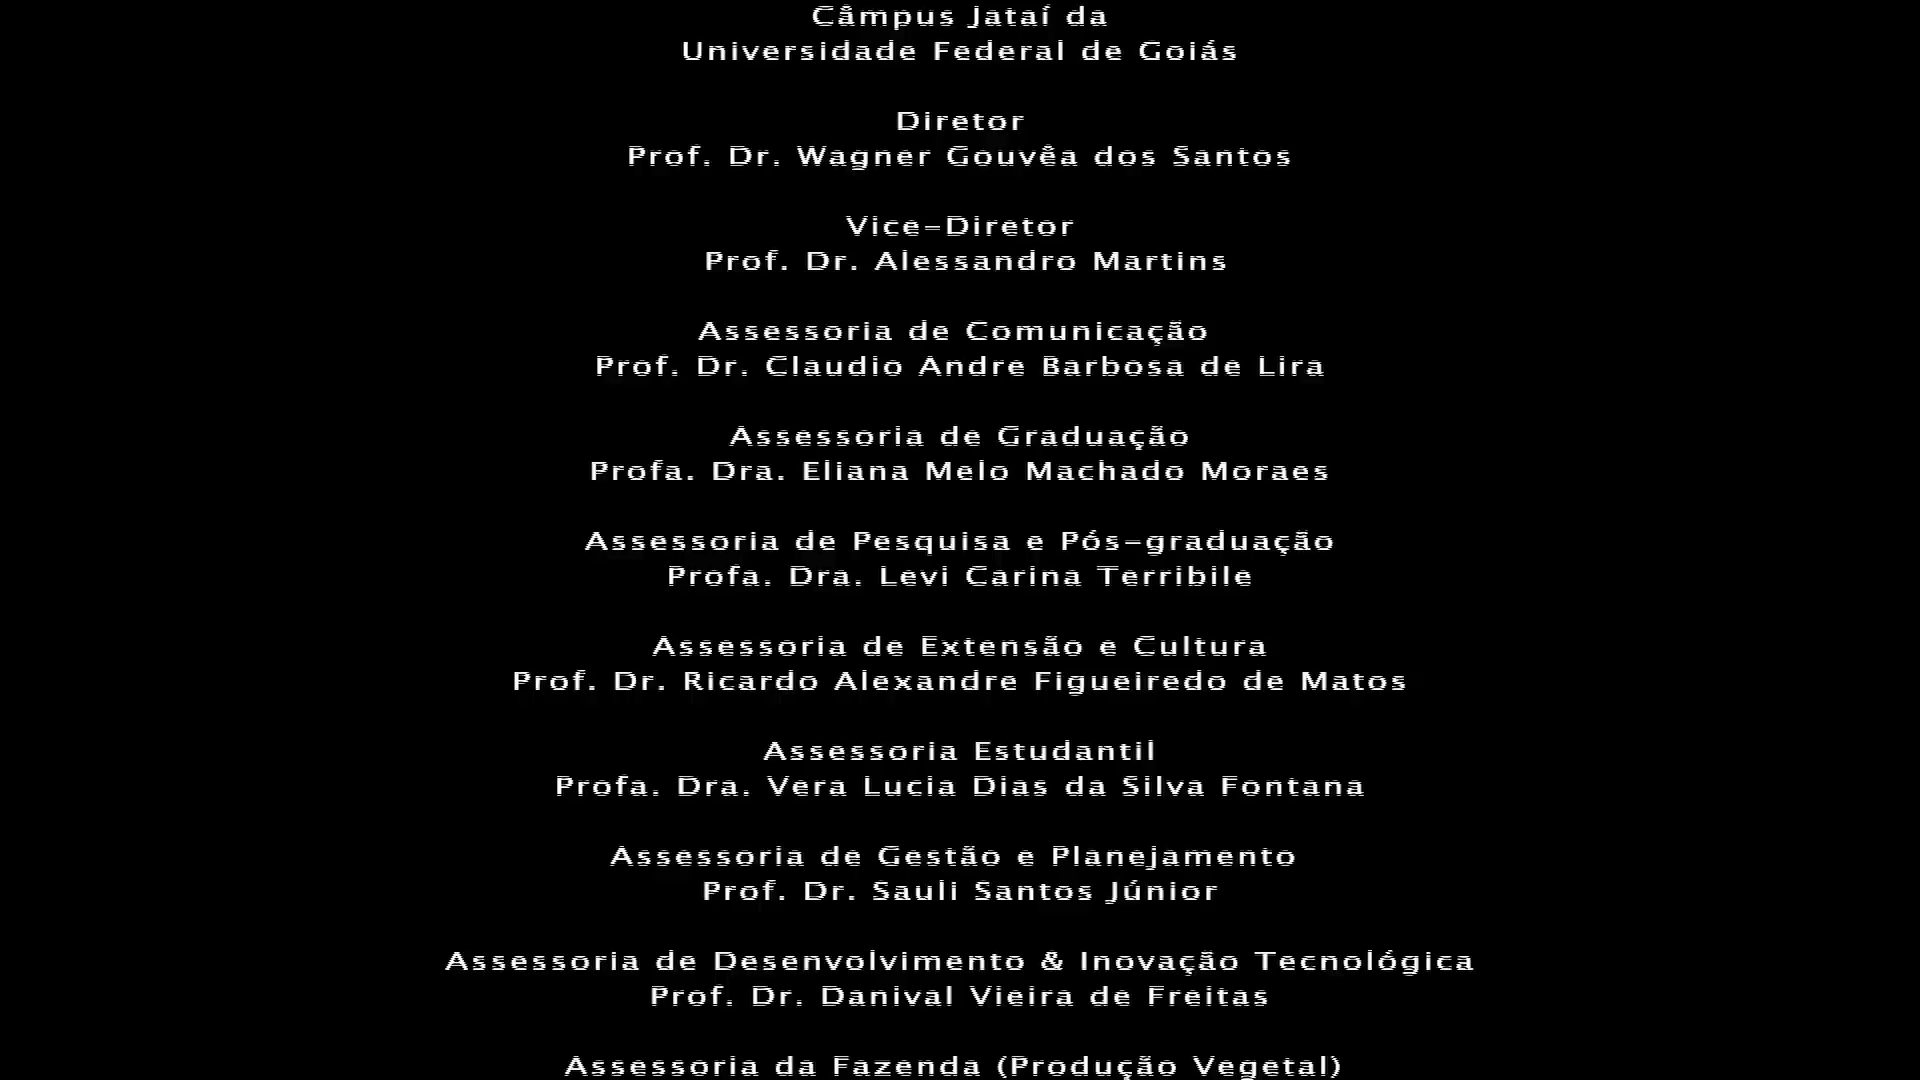 Câmpus Jataí da
Universidade Federal de Goiás
Diretor
Prof. Dr. Wagner Gouvêa dos Santos
Vice-Diretor
Prof. Dr. Alessandro Martins
Assessoria de Comunicação
Prof. Dr. Claudio Andre Barbosa de Lira
Assessoria de Graduação
Profa. Dra. Eliana Melo Machado Moraes
Assessoria de Pesquisa e Pós-graduação
Profa. Dra. Levi Carina Terribile
Assessoria de Extensão e Cultura
Prof. Dr. Ricardo Alexandre Figueiredo de Matos
Assessoria Estudantil
Profa. Dra. Vera Lucia Dias da Silva Fontana
Assessoria de Gestão e Planejamento
Prof. Dr. Sauli Santos Júnior
Assessoria de Desenvolvimento & Inovação Tecnológica
Prof. Dr. Danival Vieira de Freitas
Assessoria da Fazenda (Produção Vegetal)